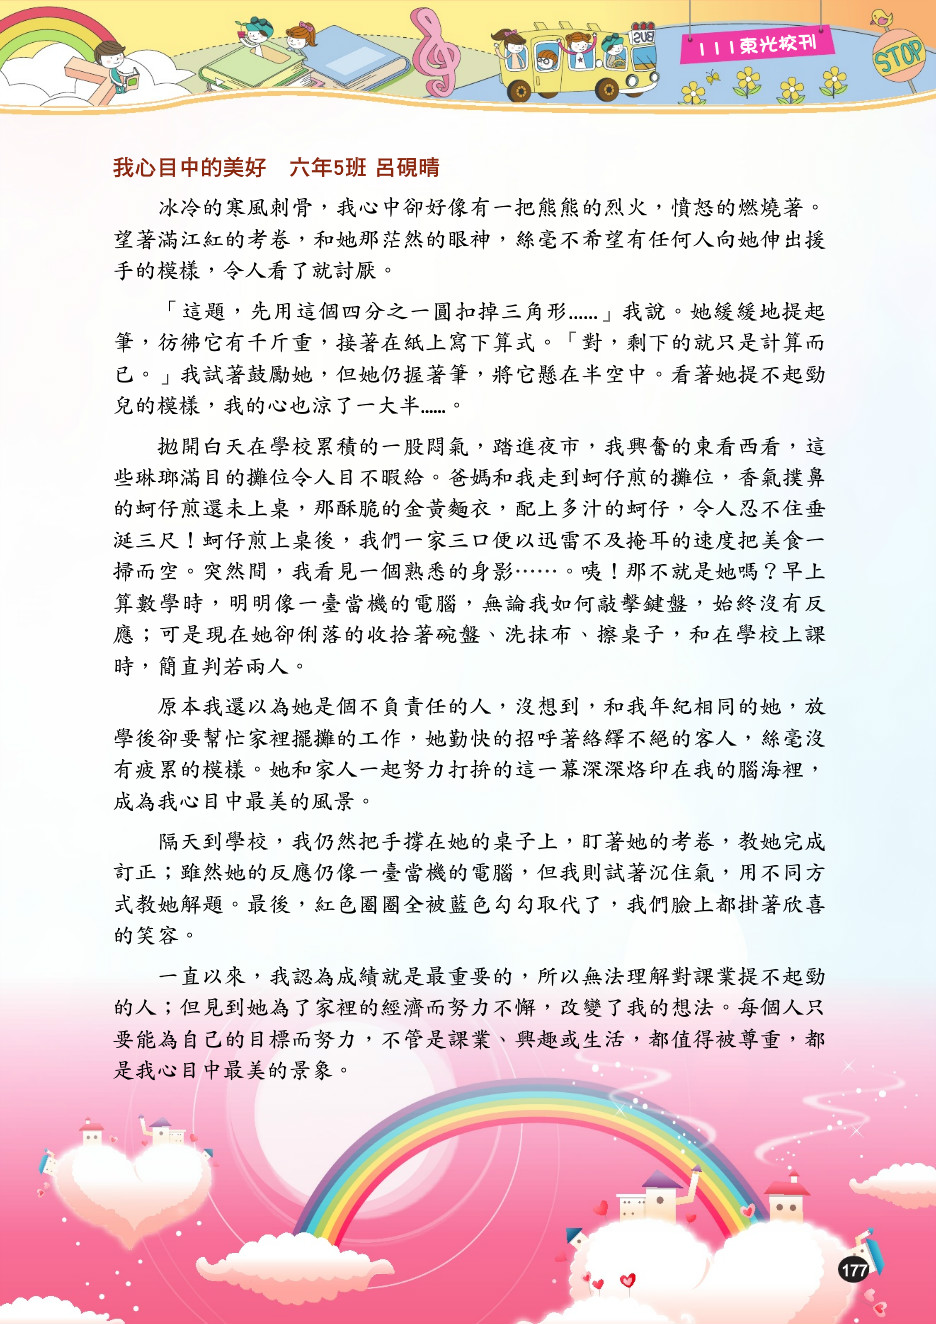 BUS
111東光校刊
STOP
我心目中的美好　六年5班 呂硯晴
冰冷的寒風刺骨，我心中卻好像有一把熊熊的烈火，憤怒的燃燒著。
望著滿江紅的考卷，和她那茫然的眼神，絲毫不希望有任何人向她伸出援
手的模樣，令人看了就討厭。
「這題，先用這個四分之一圓扣掉三角形……」我說。她緩緩地提起
筆，彷彿它有千斤重，接著在紙上寫下算式。「對，剩下的就只是計算而
已。」我試著鼓勵她，但她仍握著筆，將它懸在半空中。看著她提不起勁
兒的模樣，我的心也涼了一大半……。
拋開白天在學校累積的一股悶氣，踏進夜市，我興奮的東看西看，這
些琳瑯滿目的攤位令人目不暇給。爸媽和我走到蚵仔煎的攤位，香氣撲鼻
的蚵仔煎還未上桌，那酥脆的金黃麵衣，配上多汁的蚵仔，令人忍不住垂
涎三尺！蚵仔煎上桌後，我們一家三口便以迅雷不及掩耳的速度把美食一
掃而空。突然間，我看見一個熟悉的身影……。咦！那不就是她嗎？早上
算數學時，明明像一臺當機的電腦，無論我如何敲擊鍵盤，始終沒有反
應；可是現在她卻俐落的收拾著碗盤、洗抹布、擦桌子，和在學校上課
時，簡直判若兩人。
原本我還以為她是個不負責任的人，沒想到，和我年紀相同的她，放
學後卻要幫忙家裡擺攤的工作，她勤快的招呼著絡繹不絕的客人，絲毫沒
有疲累的模樣。她和家人一起努力打拚的這一幕深深烙印在我的腦海裡，
成為我心目中最美的風景。
隔天到學校，我仍然把手撐在她的桌子上，盯著她的考卷，教她完成
訂正；雖然她的反應仍像一臺當機的電腦，但我則試著沉住氣，用不同方
式教她解題。最後，紅色圈圈全被藍色勾勾取代了，我們臉上都掛著欣喜
的笑容。
一直以來，我認為成績就是最重要的，所以無法理解對課業提不起勁
的人；但見到她為了家裡的經濟而努力不懈，改變了我的想法。每個人只
要能為自己的目標而努力，不管是課業、興趣或生活，都值得被尊重，都
是我心目中最美的景象。
177